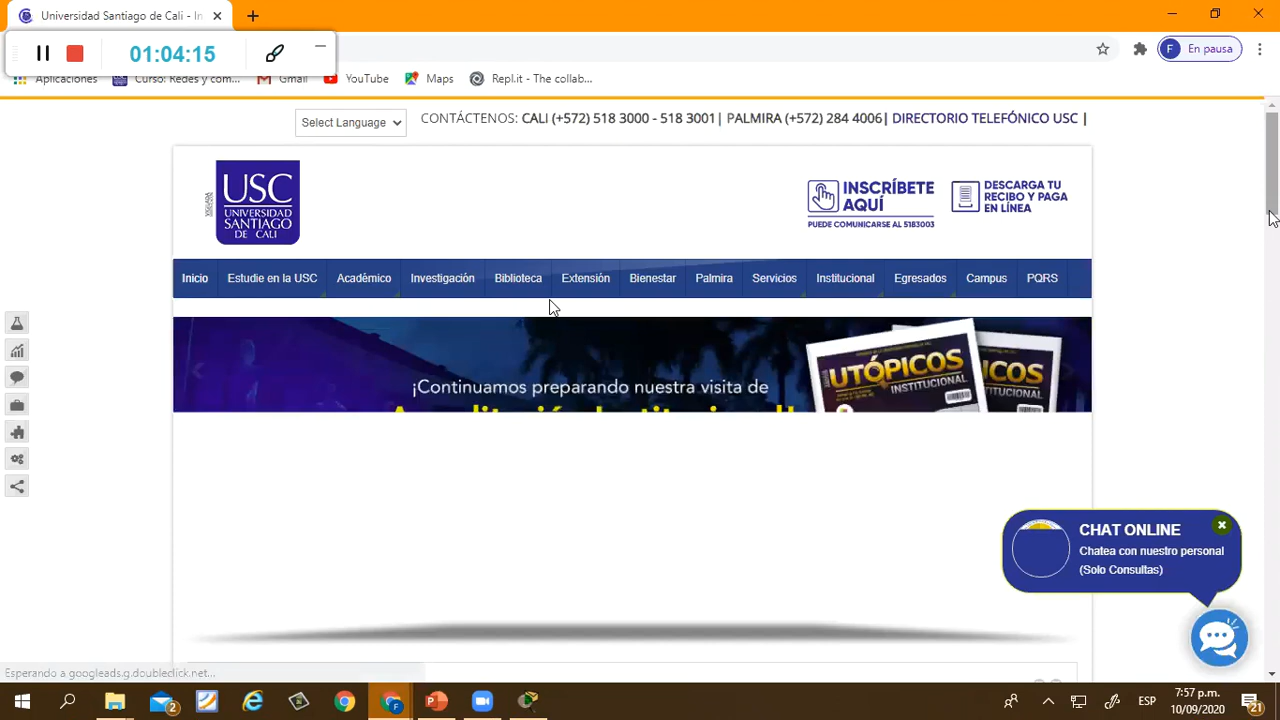 Universidad Santiago de Cali - In
01:04:15
En pausa
Aplicaciones
Curso: Redes y com...
Gmail
YouTube
Maps
Repl.it - The collab...
Select Language
CONTÁCTENOS: CALI (+572) 518 3000 - 518 3001| PALMIRA (+572) 284 4006| DIRECTORIO TELEFÓNICO USC |
USC
UNIVERSIDAD
SANTIAGO
DE CALI
INSCRÍBETE
AQUÍ
PUEDE COMUNICARSE AL 5183003
DESCARGA TU
RECIBO Y PAGA
EN LÍNEA
Inicio
Estudie en la USC
Académico
Investigación
Biblioteca
Extensión
Bienestar
Palmira
Servicios
Institucional
Egresados
Campus
PQRS
¡Continuamos preparando nuestra visita de
Acreditación Institucional!
UTÓPICOS
INSTITUCIONAL
ICOS
CHAT ONLINE
Chatea con nuestro personal
(Solo Consultas)
Esperando a googleads.g.doubleclick.net...
2
F
ESP
7:57 p.m.
10/09/2020
21